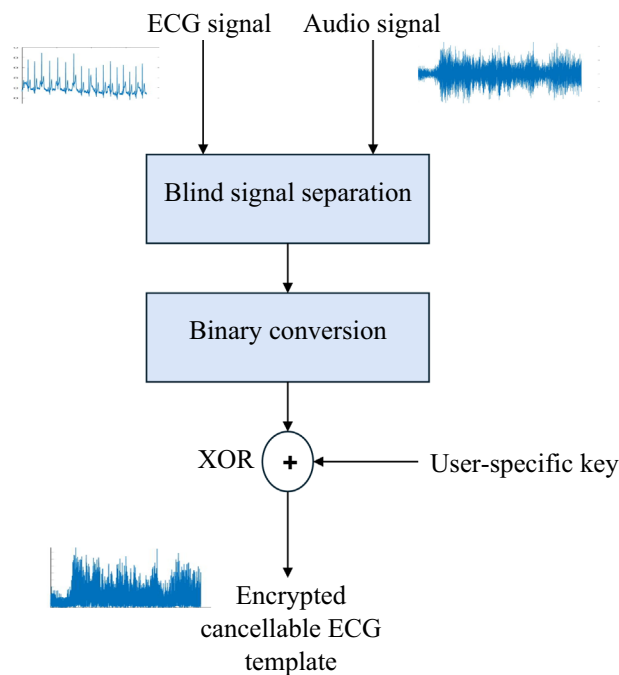 ECG signal
Audio signal
Blind signal separation
Binary conversion
XOR
+
User-specific key
Encrypted
cancellable ECG
template